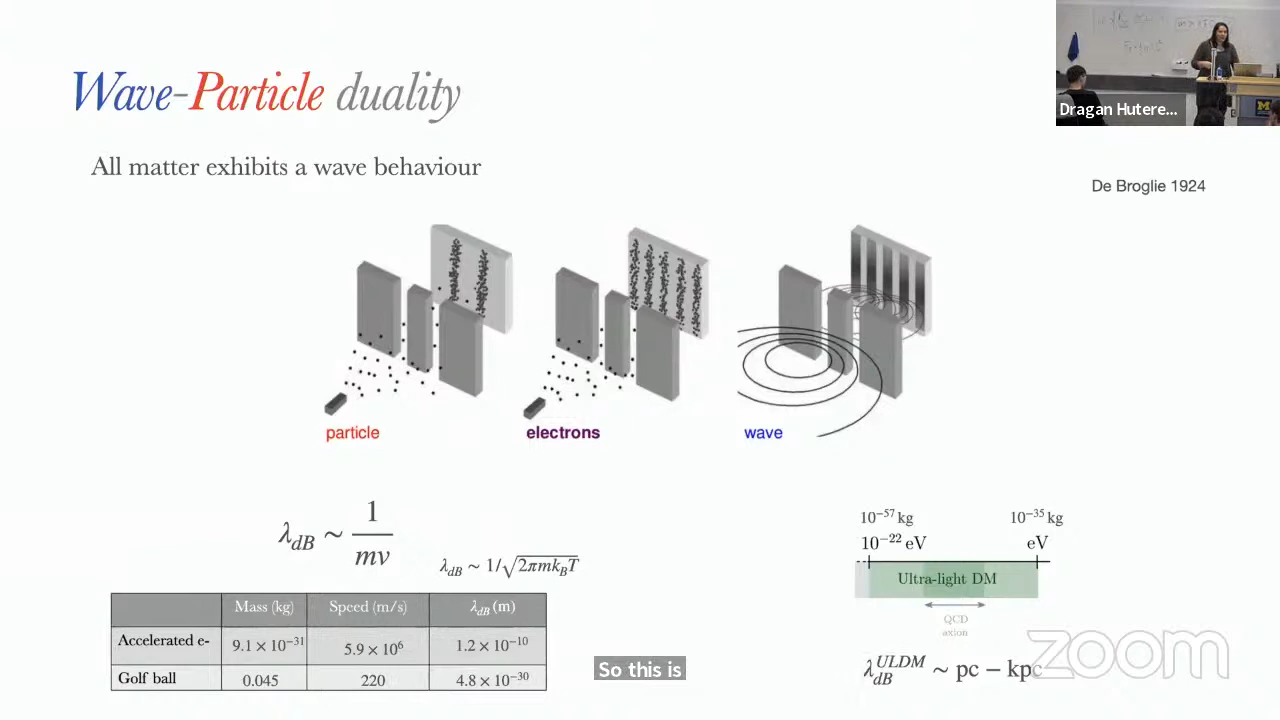 Wave-Particle duality
Dragan Hutere...
All matter exhibits a wave behaviour
De Broglie 1924
particle
electrons
wave
λ_dB ~ 1/mv
λ_dB ~ 1/√(2πmk_BT)
10⁻⁵⁷ kg 10⁻³⁵ kg
10⁻²² eV eV
Ultra-light DM
QCD
axion
Mass (kg) Speed (m/s) λ_dB (m)
Accelerated e- 9.1 × 10⁻³¹ 5.9 × 10⁶ 1.2 × 10⁻¹⁰
Golf ball 0.045 220 4.8 × 10⁻³⁰
So this is
λ_dB^ULDM ~ pc – kpc
zoom
M